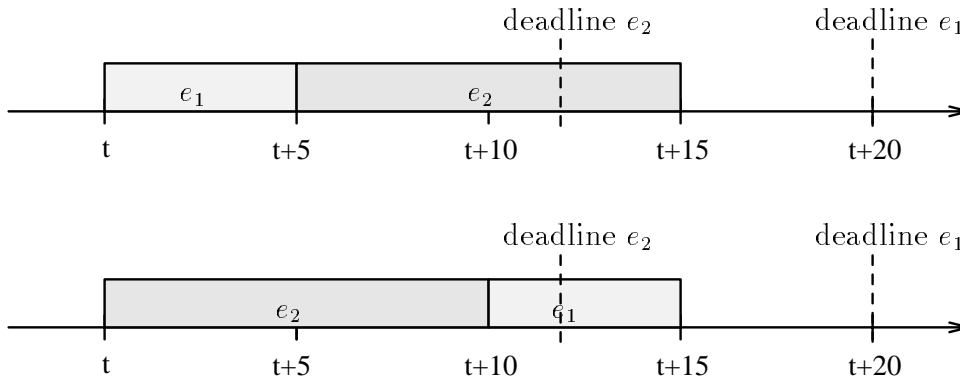 deadline e₂ deadline e₁
e₁ e₂
t t+5 t+10 t+15 t+20
deadline e₂ deadline e₁
e₂ e₁
t t+5 t+10 t+15 t+20